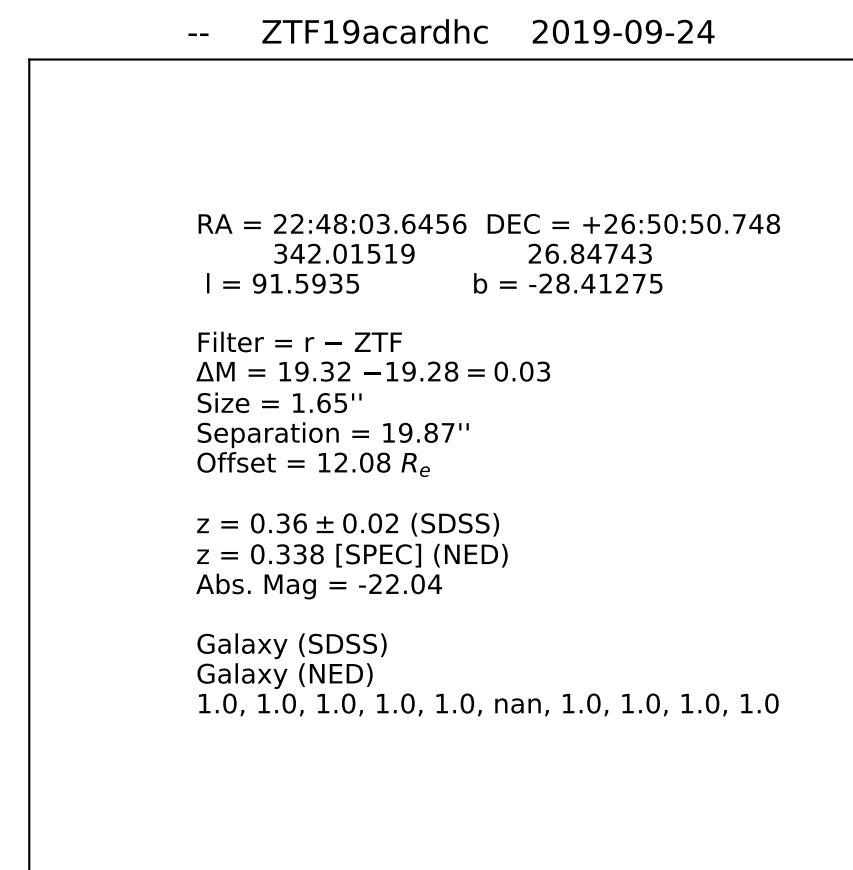 -- ZTF19acardhc 2019-09-24
RA = 22:48:03.6456 DEC = +26:50:50.748
342.01519 26.84743
l = 91.5935 b = -28.41275
Filter = r − ZTF
ΔM = 19.32 −19.28 = 0.03
Size = 1.65''
Separation = 19.87''
Offset = 12.08 Re
z = 0.36 ± 0.02 (SDSS)
z = 0.338 [SPEC] (NED)
Abs. Mag = -22.04
Galaxy (SDSS)
Galaxy (NED)
1.0, 1.0, 1.0, 1.0, 1.0, nan, 1.0, 1.0, 1.0, 1.0